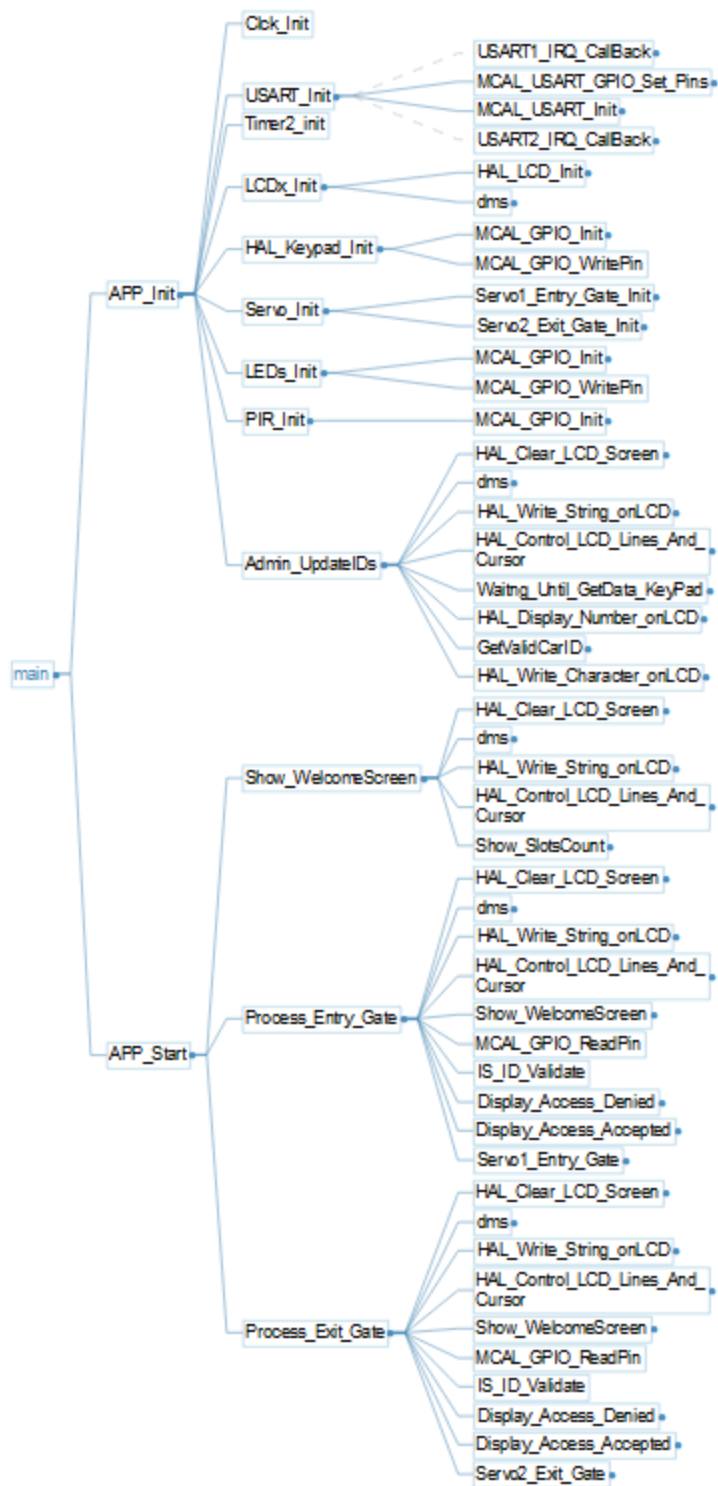 Clck_Init
USART1_IRQ_CallBack
MCAL_USART_GPIO_Set_Pins
USART_Init
MCAL_USART_Init
Timer2_init
USART2_IRQ_CallBack
HAL_LCD_Init
LCDx_Init
dms
MCAL_GPIO_Init
HAL_Keypad_Init
MCAL_GPIO_WritePin
APP_Init
Servo1_Entry_Gate_Init
Servo_Init
Servo2_Exit_Gate_Init
MCAL_GPIO_Init
LEDs_Init
MCAL_GPIO_WritePin
PIR_Init
MCAL_GPIO_Init
HAL_Clear_LCD_Screen
dms
HAL_Write_String_onLCD
HAL_Control_LCD_Lines_And_
Cursor
Admin_UpdateIDs
Waitng_Until_GetData_KeyPad
HAL_Display_Number_onLCD
GetValidCarID
HAL_Write_Character_onLCD
main
HAL_Clear_LCD_Screen
dms
HAL_Write_String_onLCD
Show_WelcomeScreen
HAL_Control_LCD_Lines_And_
Cursor
Show_SlotsCount
HAL_Clear_LCD_Screen
dms
HAL_Write_String_onLCD
HAL_Control_LCD_Lines_And_
Cursor
Process_Entry_Gate
Show_WelcomeScreen
MCAL_GPIO_ReadPin
APP_Start
IS_ID_Validate
Display_Access_Denied
Display_Access_Accepted
Servo1_Entry_Gate
HAL_Clear_LCD_Screen
dms
HAL_Write_String_onLCD
HAL_Control_LCD_Lines_And_
Cursor
Process_Exit_Gate
Show_WelcomeScreen
MCAL_GPIO_ReadPin
IS_ID_Validate
Display_Access_Denied
Display_Access_Accepted
Servo2_Exit_Gate